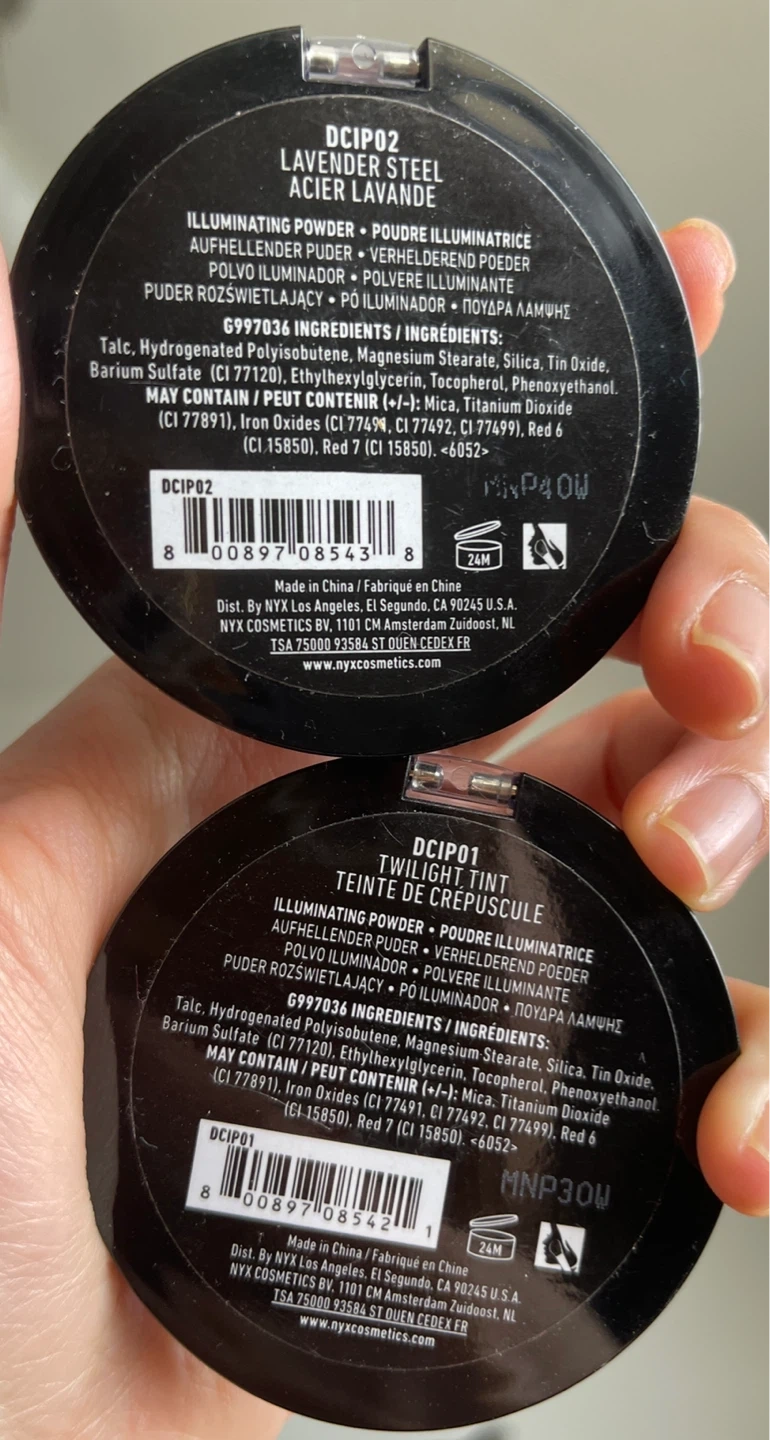 DCIP02
LAVENDER STEEL
ACIER LAVANDE
ILLUMINATING POWDER • POUDRE ILLUMINATRICE
AUFHELLENDER PUDER • VERHELDEREND POEDER
POLVO ILUMINADOR • POLVERE ILLUMINANTE
PUDER ROZŚWIETLAJĄCY • PÓ ILUMINADOR • ΠΟΥΔΡΑ ΛΑΜΨΗΣ
G997036 INGREDIENTS / INGRÉDIENTS:
Talc, Hydrogenated Polyisobutene, Magnesium Stearate, Silica, Tin Oxide,
Barium Sulfate (CI 77120), Ethylhexylglycerin, Tocopherol, Phenoxyethanol.
MAY CONTAIN / PEUT CONTENIR (+/-): Mica, Titanium Dioxide
(CI 77891), Iron Oxides (CI 77491, CI 77492, CI 77499), Red 6
(CI 15850), Red 7 (CI 15850). <6052>
DCIP02
8 00897 08543 8
24M
Made in China / Fabriqué en Chine
Dist. By NYX Los Angeles, El Segundo, CA 90245 U.S.A.
NYX COSMETICS BV, 1101 CM Amsterdam Zuidoost, NL
TSA 75000 93584 ST OUEN CEDEX FR
www.nyxcosmetics.com
DCIP01
TWILIGHT TINT
TEINTE DE CRÉPUSCULE
ILLUMINATING POWDER • POUDRE ILLUMINATRICE
AUFHELLENDER PUDER • VERHELDEREND POEDER
POLVO ILUMINADOR • POLVERE ILLUMINANTE
PUDER ROZŚWIETLAJĄCY • PÓ ILUMINADOR • ΠΟΥΔΡΑ ΛΑΜΨΗΣ
G997036 INGREDIENTS / INGRÉDIENTS:
Talc, Hydrogenated Polyisobutene, Magnesium Stearate, Silica, Tin Oxide,
Barium Sulfate (CI 77120), Ethylhexylglycerin, Tocopherol, Phenoxyethanol.
MAY CONTAIN / PEUT CONTENIR (+/-): Mica, Titanium Dioxide
(CI 77891), Iron Oxides (CI 77491, CI 77492, CI 77499), Red 6
(CI 15850), Red 7 (CI 15850). <6052>
DCIP01
MNP30W
8 00897 08542 1
24M
Made in China / Fabriqué en Chine
Dist. By NYX Los Angeles, El Segundo, CA 90245 U.S.A.
NYX COSMETICS BV, 1101 CM Amsterdam Zuidoost, NL
TSA 75000 93584 ST OUEN CEDEX FR
www.nyxcosmetics.com